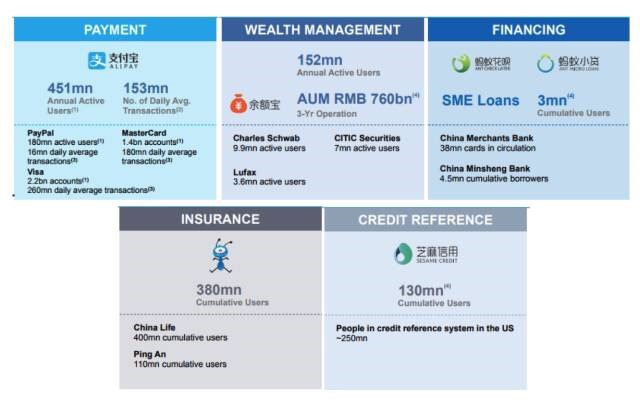 PAYMENT
支付宝
ALIPAY
451mn
Annual Active
Users(1)
153mn
No. of Daily Avg.
Transactions(2)
PayPal
180mn active users(1)
16mn daily average
transactions(3)
MasterCard
1.4bn accounts(1)
180mn daily average
transactions(3)
Visa
2.2bn accounts(1)
260mn daily average transactions(3)
WEALTH MANAGEMENT
152mn
Annual Active Users
余额宝
AUM RMB 760bn(4)
3-Yr Operation
Charles Schwab
9.9mn active users
CITIC Securities
7mn active users
Lufax
3.6mn active users
FINANCING
蚂蚁花呗
ANT CHECK LATER
蚂蚁小贷
ANT MICRO LOAN
SME Loans
3mn(4)
Cumulative Users
China Merchants Bank
38mn cards in circulation
China Minsheng Bank
4.5mn cumulative borrowers
INSURANCE
380mn
Cumulative Users
China Life
400mn cumulative users
Ping An
110mn cumulative users
CREDIT REFERENCE
芝麻信用
SESAME CREDIT
130mn(4)
Cumulative Users
People in credit reference system in the US
~250mn